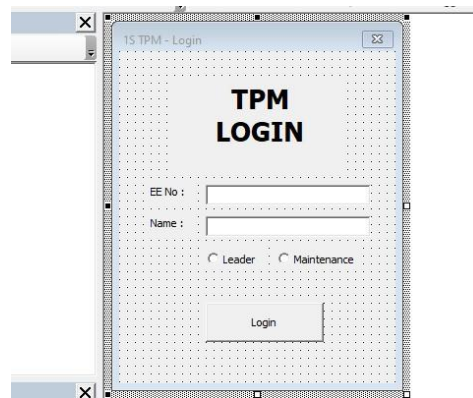 1S TPM - Login
TPM
LOGIN
EE No :
Name :
Leader Maintenance
Login